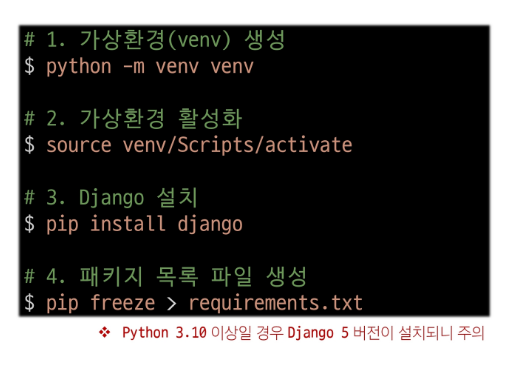 # 1. 가상환경(venv) 생성
$ python -m venv venv
# 2. 가상환경 활성화
$ source venv/Scripts/activate
# 3. Django 설치
$ pip install django
# 4. 패키지 목록 파일 생성
$ pip freeze > requirements.txt
❖ Python 3.10 이상일 경우 Django 5 버전이 설치되니 주의